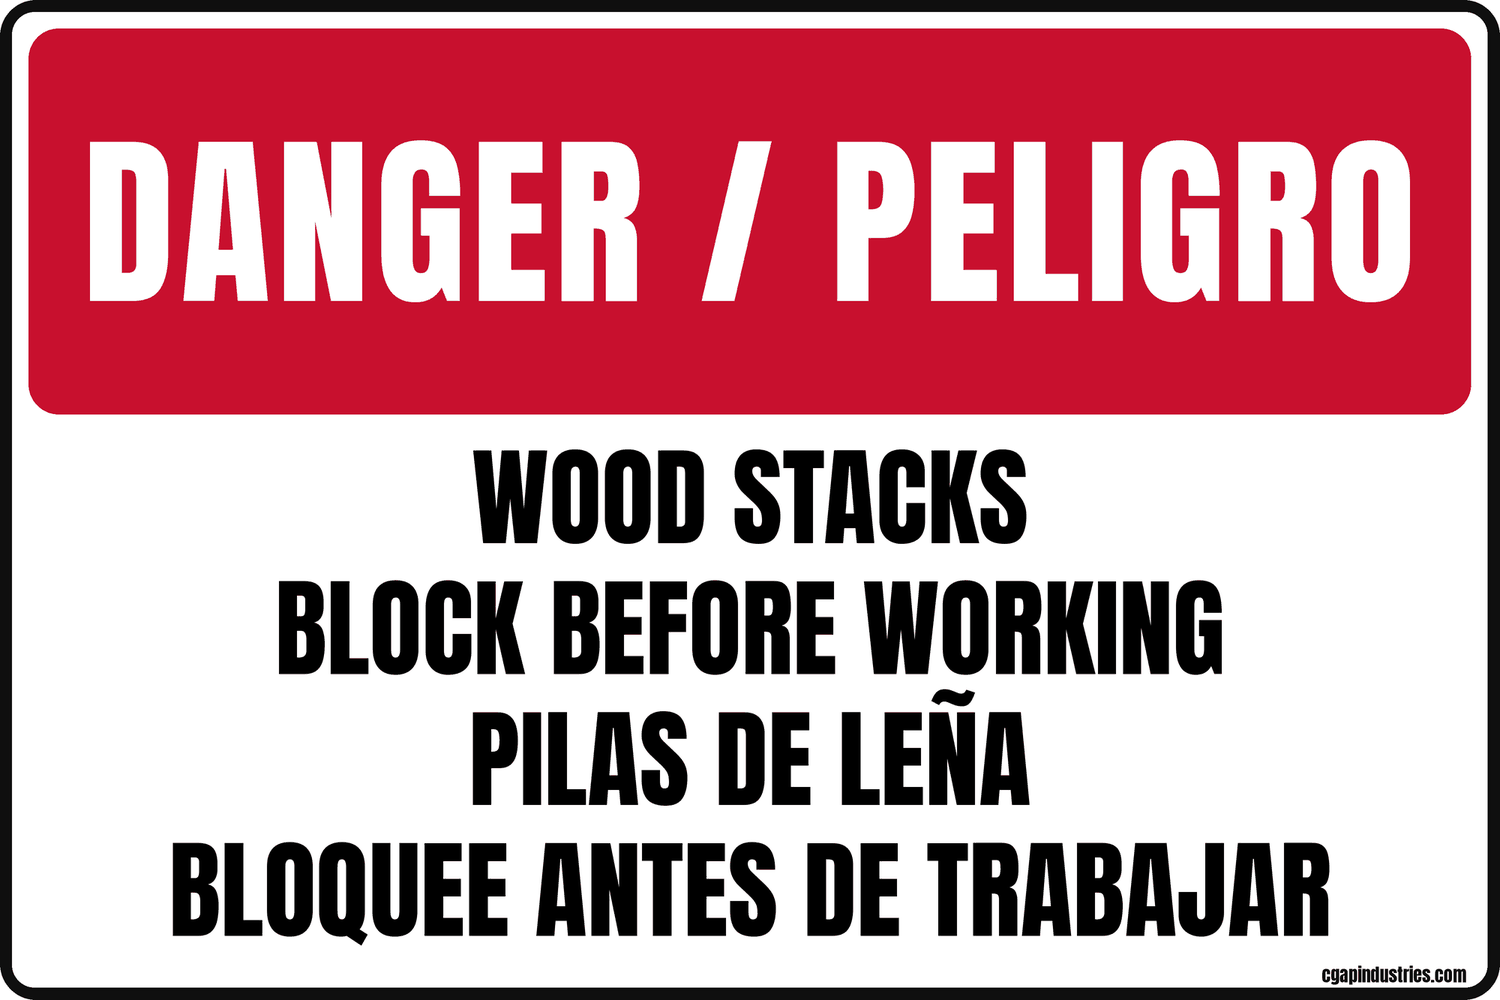 DANGER / PELIGRO
WOOD STACKS
BLOCK BEFORE WORKING
PILAS DE LEÑA
BLOQUEE ANTES DE TRABAJAR
cgapindustries.com